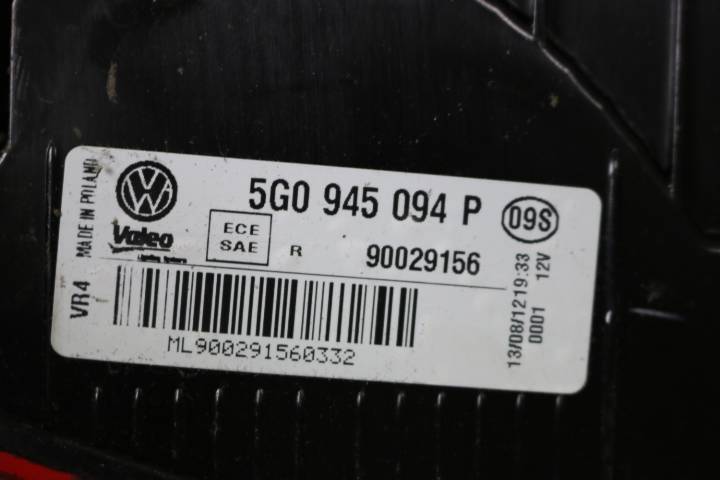 MADE IN POLAND
VR4
VW
Valeo
5G0 945 094 P
09S
ECE
SAE
R
90029156
ML900291560332
13/08/12 19:33
0001 12V